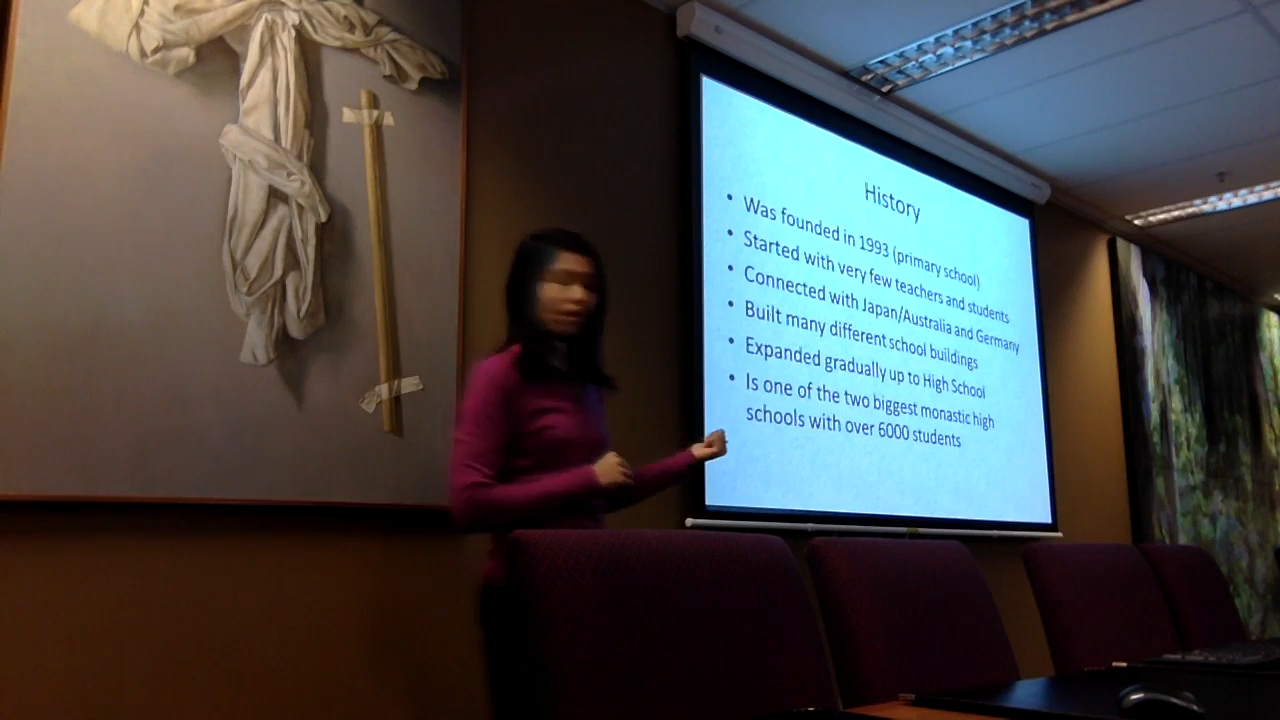 History
• Was founded in 1993 (primary school)
• Started with very few teachers and students
• Connected with Japan/Australia and Germany
• Built many different school buildings
• Expanded gradually up to High School
• Is one of the two biggest monastic high
schools with over 6000 students